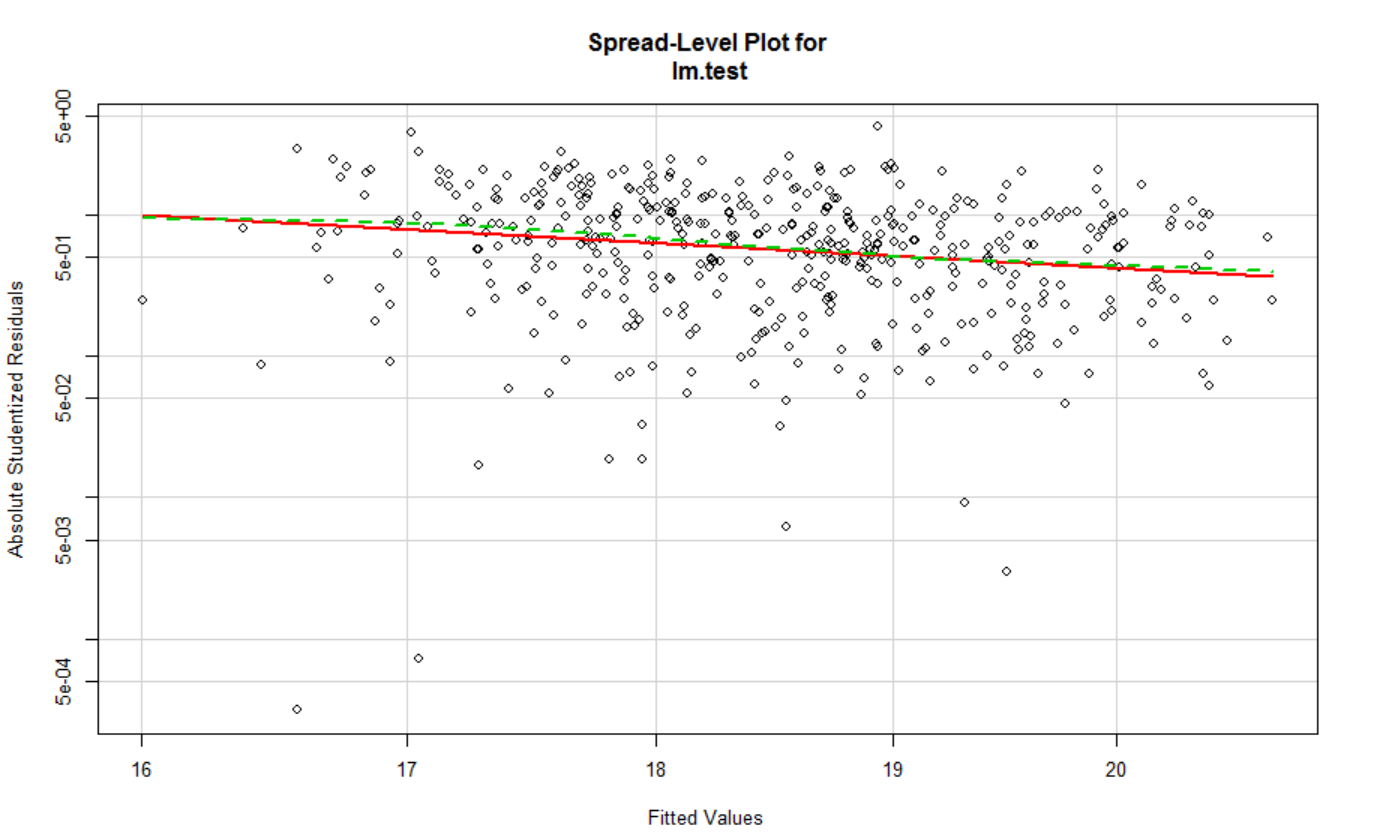 Spread-Level Plot for
lm.test
Absolute Studentized Residuals
5e+00
5e-01
5e-02
5e-03
5e-04
16 17 18 19 20
Fitted Values